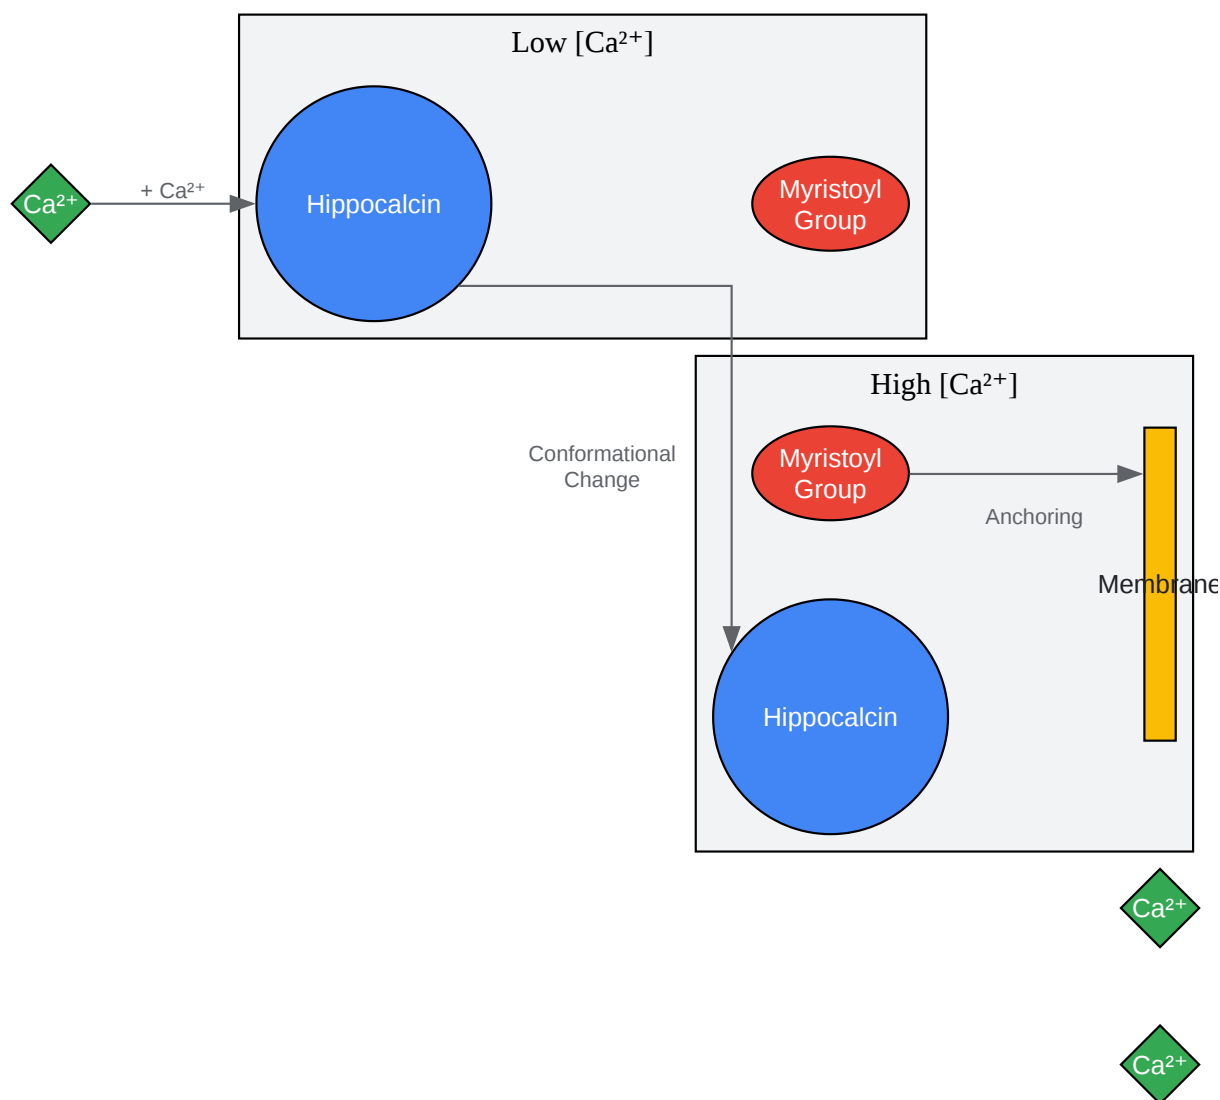 Low [Ca²⁺]
Ca²⁺
+ Ca²⁺
Hippocalcin
Myristoyl
Group
High [Ca²⁺]
Conformational
Change
Myristoyl
Group
Anchoring
Membrane
Hippocalcin
Ca²⁺
Ca²⁺